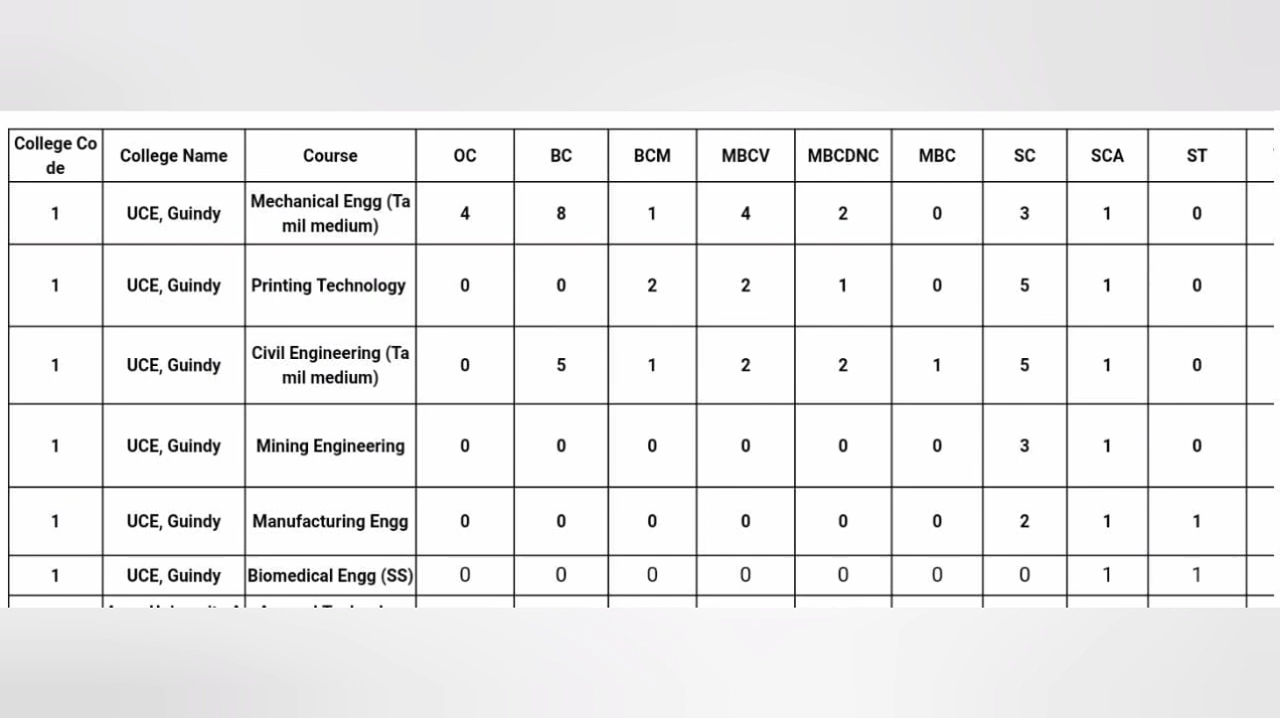 College Co
de College Name Course OC BC BCM MBCV MBCDNC MBC SC SCA ST
1 UCE, Guindy Mechanical Engg (Ta
mil medium) 4 8 1 4 2 0 3 1 0
1 UCE, Guindy Printing Technology 0 0 2 2 1 0 5 1 0
1 UCE, Guindy Civil Engineering (Ta
mil medium) 0 5 1 2 2 1 5 1 0
1 UCE, Guindy Mining Engineering 0 0 0 0 0 0 3 1 0
1 UCE, Guindy Manufacturing Engg 0 0 0 0 0 0 2 1 1
1 UCE, Guindy Biomedical Engg (SS) 0 0 0 0 0 0 0 1 1